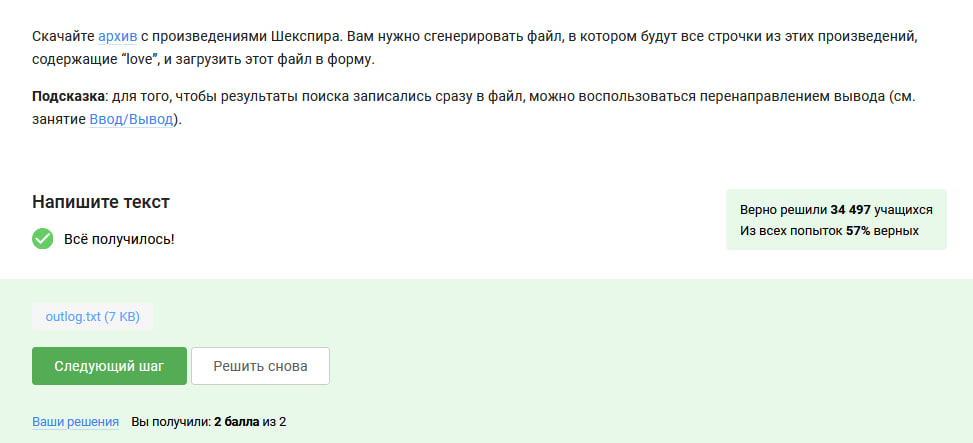 Скачайте архив с произведениями Шекспира. Вам нужно сгенерировать файл, в котором будут все строчки из этих произведений,
содержащие “love”, и загрузить этот файл в форму.
Подсказка: для того, чтобы результаты поиска записались сразу в файл, можно воспользоваться перенаправлением вывода (см.
занятие Ввод/Вывод).
Напишите текст
Верно решили 34 497 учащихся
Из всех попыток 57% верных
Всё получилось!
outlog.txt (7 KB)
Следующий шаг Решить снова
Ваши решения Вы получили: 2 балла из 2